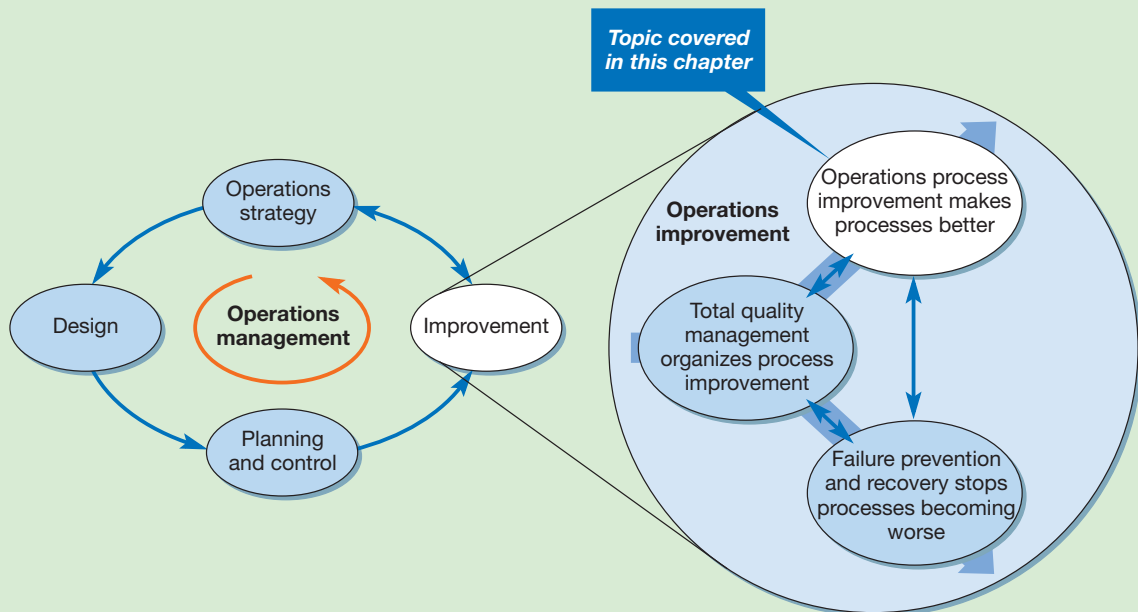 Topic covered
in this chapter
Operations
strategy
Design
Operations
management
Improvement
Planning
and control
Operations
improvement
Operations process
improvement makes
processes better
Total quality
management
organizes process
improvement
Failure prevention
and recovery stops
processes becoming
worse